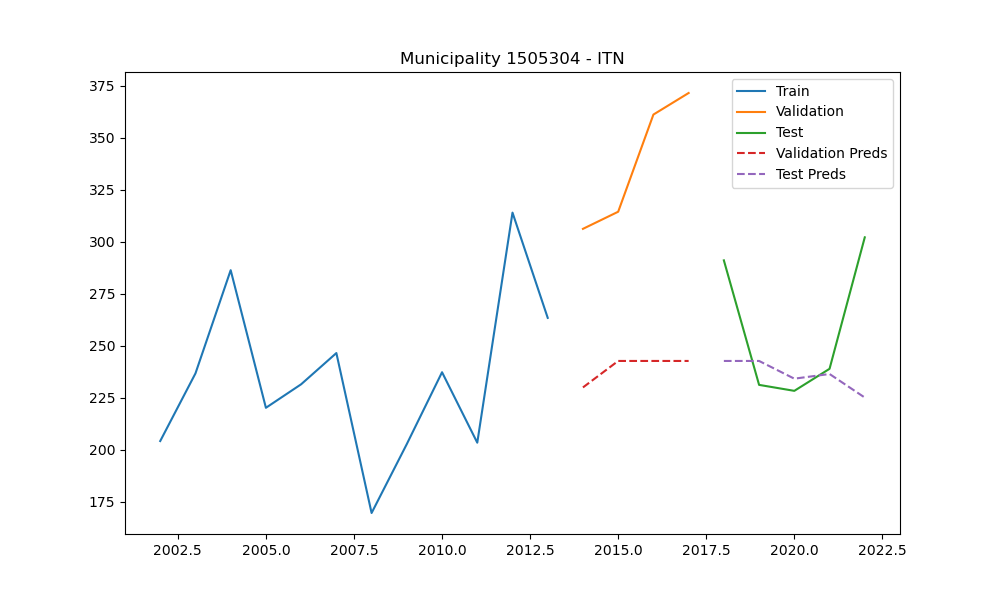 Municipality 1505304 - ITN
375
350
325
300
275
250
225
200
175
Train
Validation
Test
Validation Preds
Test Preds
2002.5 2005.0 2007.5 2010.0 2012.5 2015.0 2017.5 2020.0 2022.5